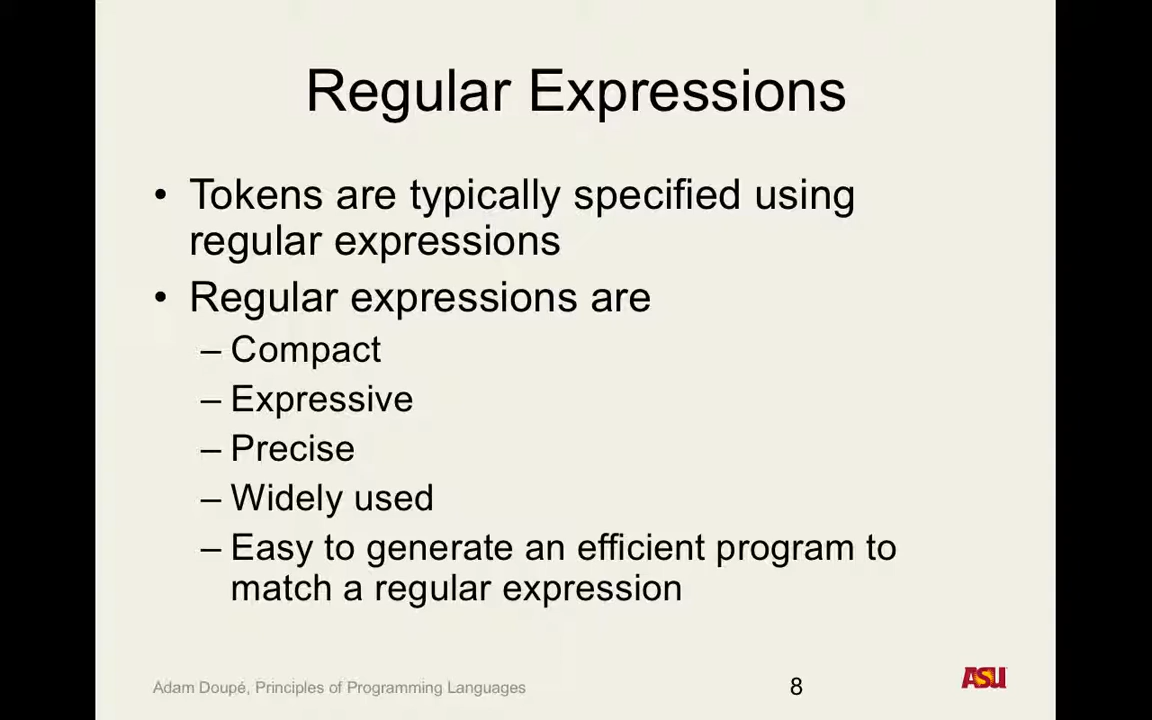 Regular Expressions
• Tokens are typically specified using
regular expressions
• Regular expressions are
– Compact
– Expressive
– Precise
– Widely used
– Easy to generate an efficient program to
match a regular expression
Adam Doupé, Principles of Programming Languages
8
ASU